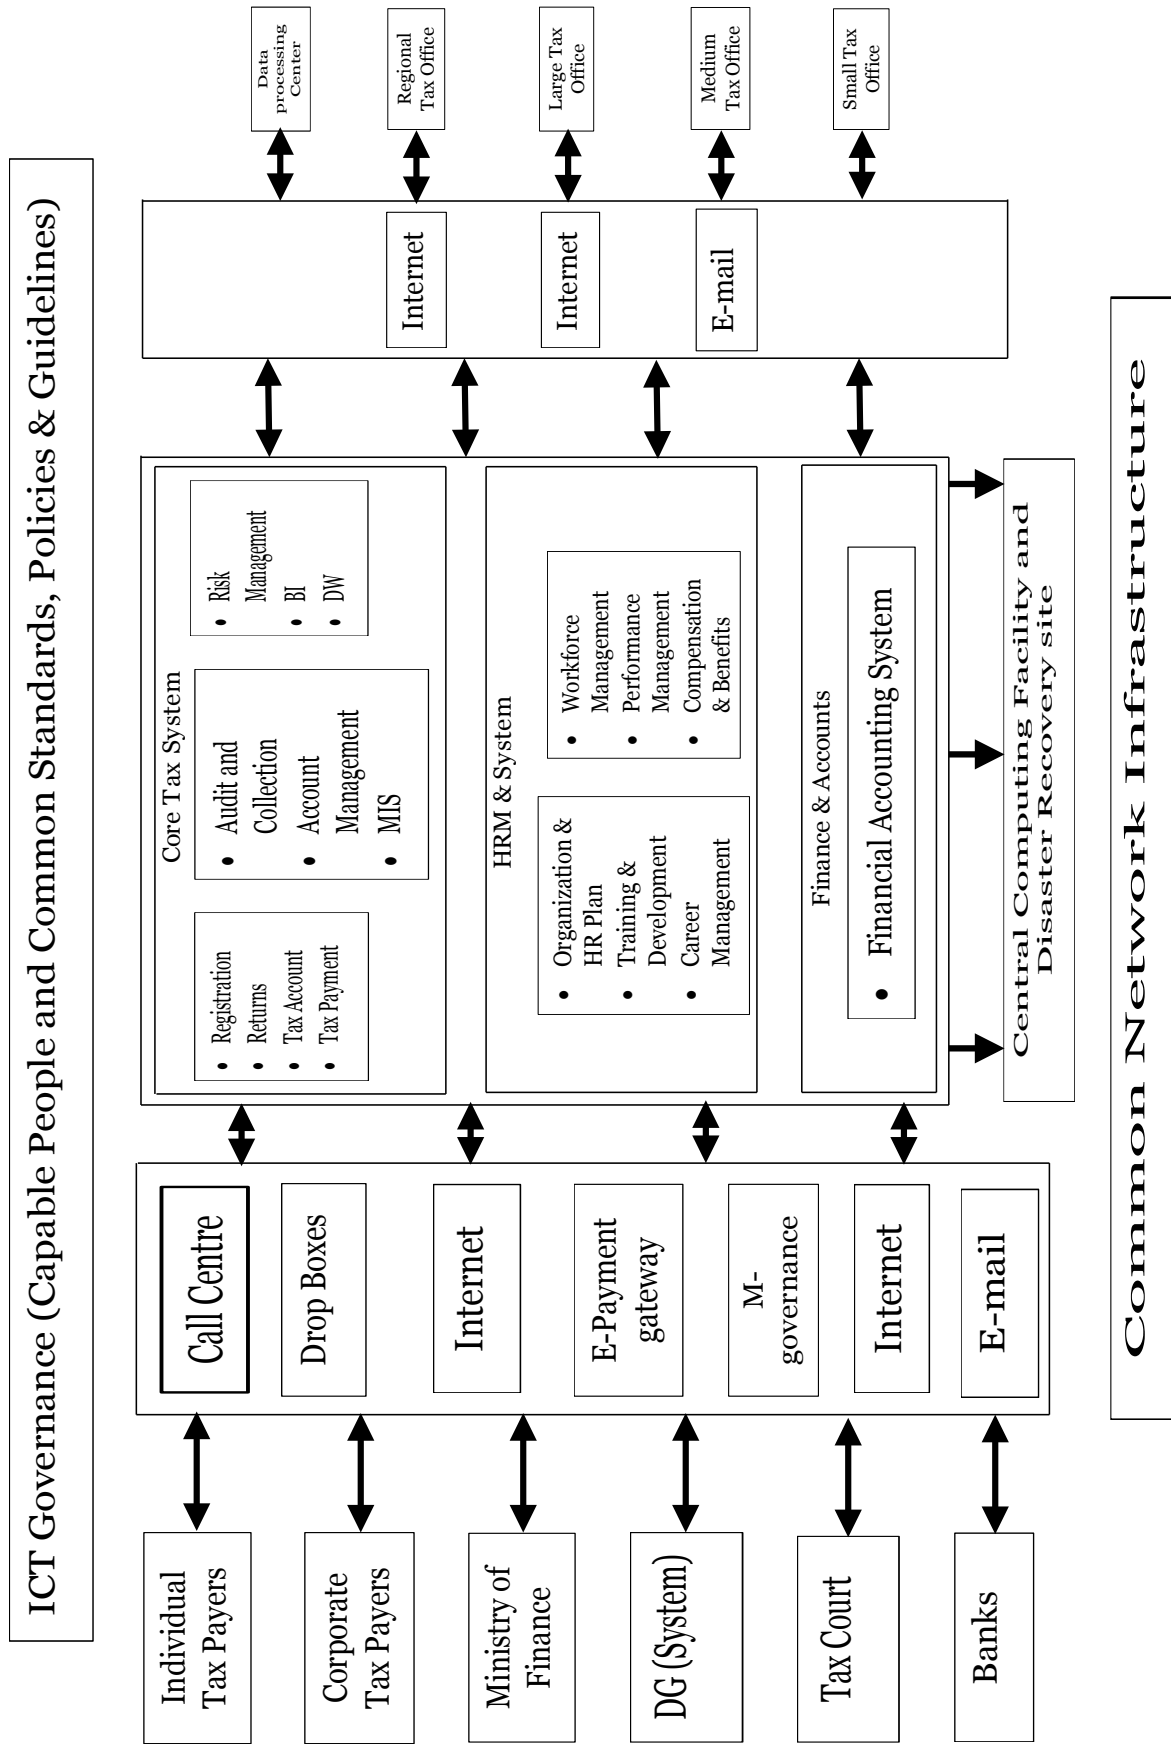 ICT Governance (Capable People and Common Standards, Policies & Guidelines)
Individual
Tax Payers
Corporate
Tax Payers
Ministry of
Finance
DG (System)
Tax Court
Banks
Call Centre
Drop Boxes
Internet
E-Payment
gateway
M-
governance
Internet
E-mail
Core Tax System
• Registration
• Returns
• Tax Account
• Tax Payment
• Audit and
Collection
• Account
Management
• MIS
• Risk
Management
• BI
• DW
HRM & System
• Organization &
HR Plan
• Training &
Development
• Career
Management
• Workforce
Management
• Performance
Management
• Compensation
& Benefits
Finance & Accounts
• Financial Accounting System
Central Computing Facility and
Disaster Recovery site
Internet
Internet
E-mail
Data
processing
Center
Regional
Tax Office
Large Tax
Office
Medium
Tax Office
Small Tax
Office
Common Network Infrastructure